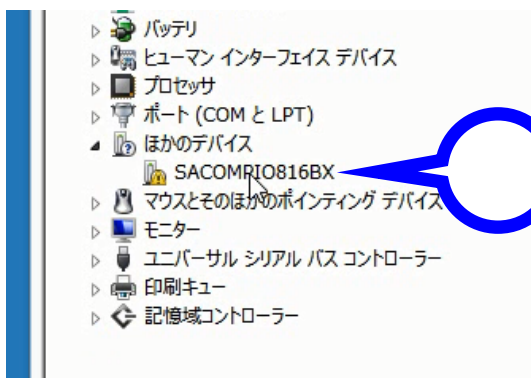 バッテリ
ヒューマン インターフェイス デバイス
プロセッサ
ポート (COM と LPT)
ほかのデバイス
SACOMPIO816BX
マウスとそのほかのポインティング デバイス
モニター
ユニバーサル シリアル バス コントローラー
印刷キュー
記憶域コントローラー